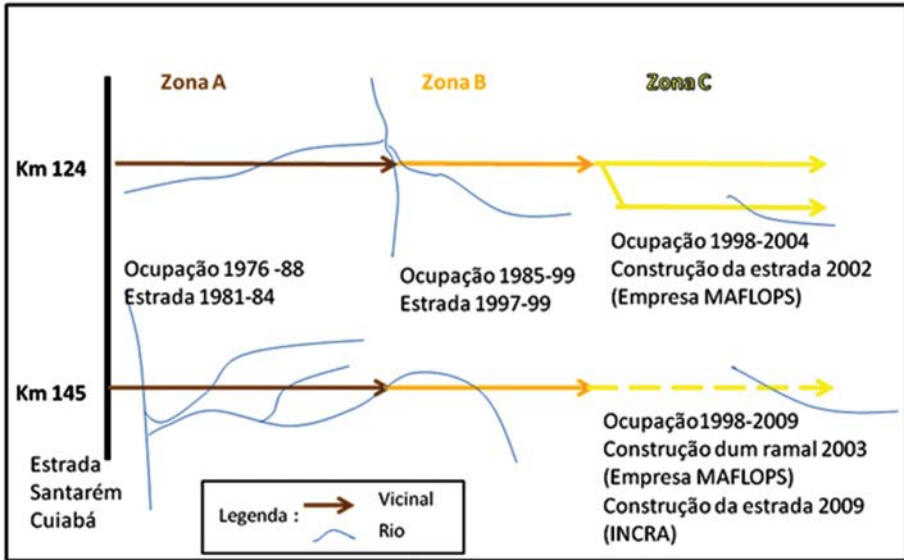 Zona A
Zona B
Zona C
Km 124
Ocupação 1976 -88
Estrada 1981-84
Ocupação 1985-99
Estrada 1997-99
Ocupação 1998-2004
Construção da estrada 2002
(Empresa MAFLOPS)
Km 145
Ocupação1998-2009
Construção dum ramal 2003
(Empresa MAFLOPS)
Construção da estrada 2009
(INCRA)
Estrada
Santarém
Cuiabá
Legenda :
Vicinal
Rio